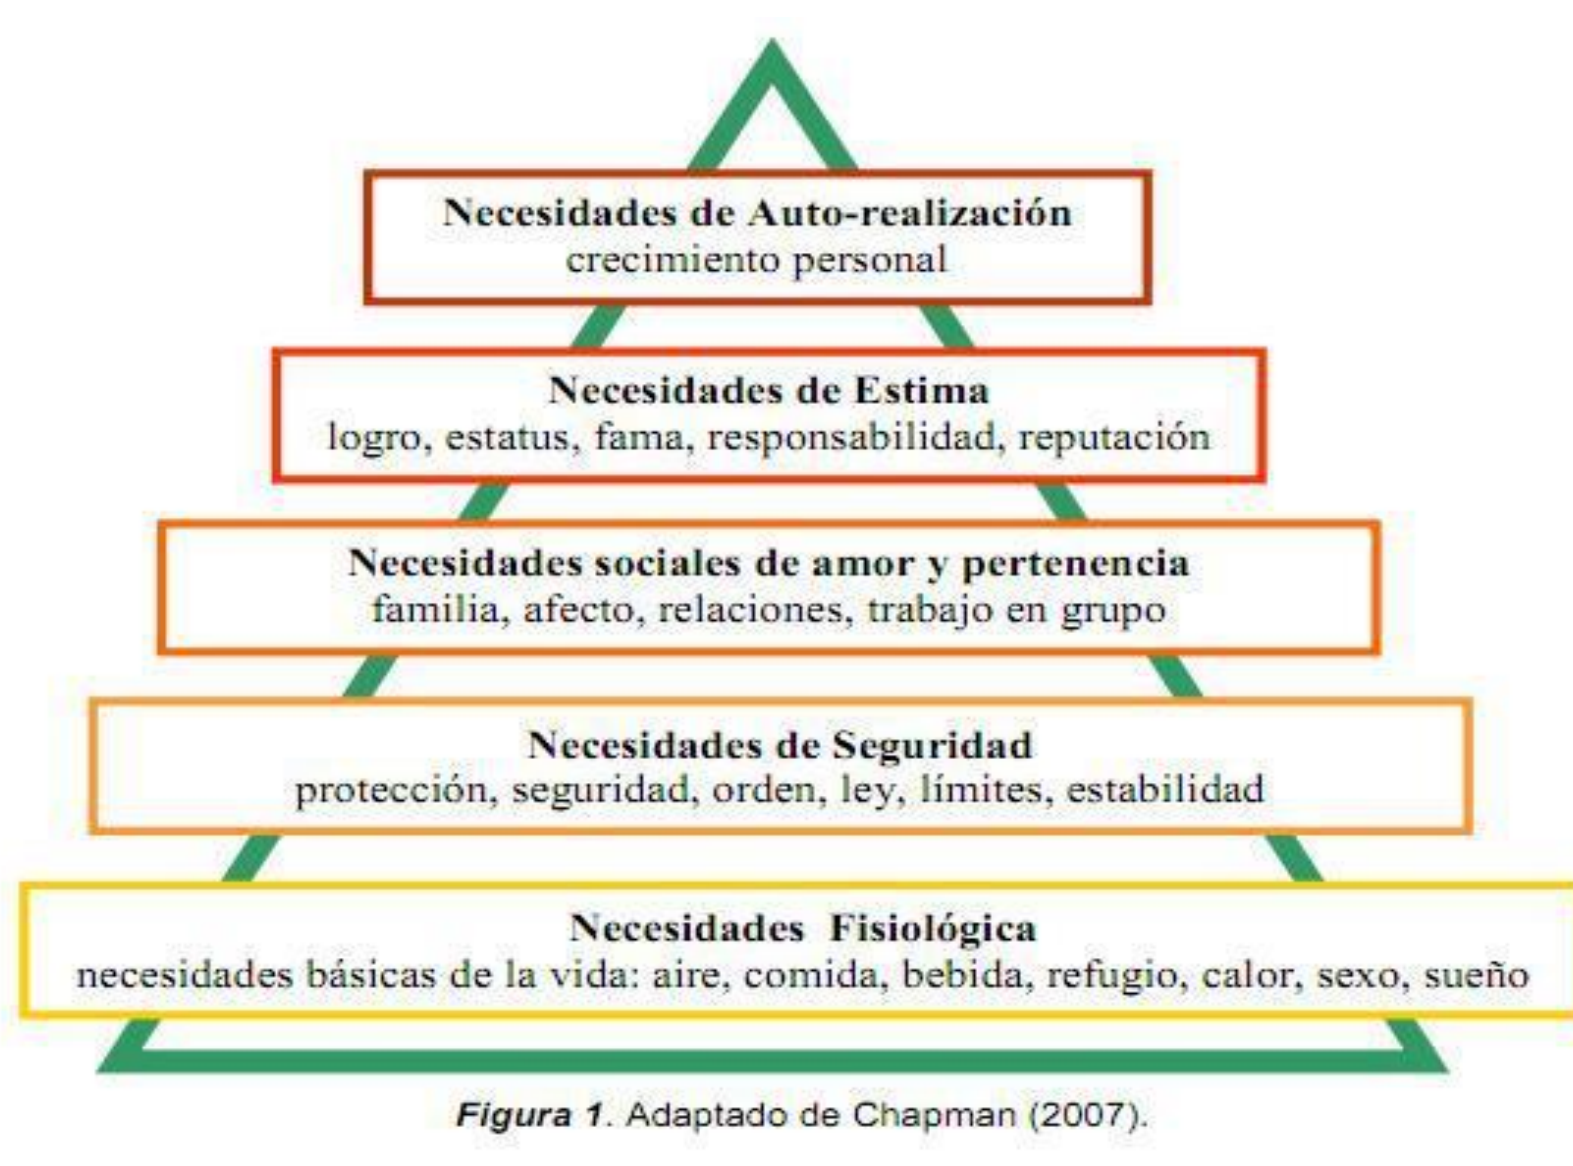 Necesidades de Auto-realización
crecimiento personal
Necesidades de Estima
logro, estatus, fama, responsabilidad, reputación
Necesidades sociales de amor y pertenencia
familia, afecto, relaciones, trabajo en grupo
Necesidades de Seguridad
protección, seguridad, orden, ley, límites, estabilidad
Necesidades Fisiológica
necesidades básicas de la vida: aire, comida, bebida, refugio, calor, sexo, sueño
Figura 1. Adaptado de Chapman (2007).